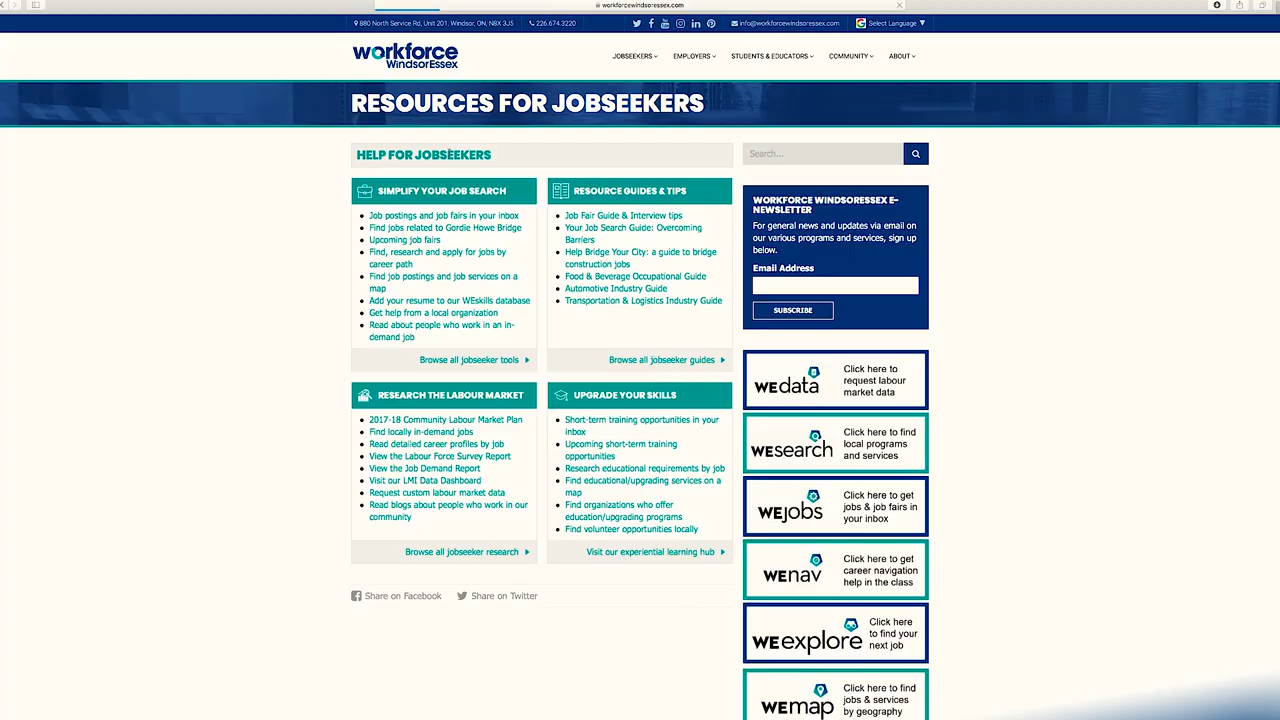 workforcewindsoressex.com
880 North Service Rd, Unit 201, Windsor, ON, N8X 3J5
226.674.3220
info@workforcewindsoressex.com
Select Language ▼
workforce
WindsorEssex
JOBSEEKERS
EMPLOYERS
STUDENTS & EDUCATORS
COMMUNITY
ABOUT
RESOURCES FOR JOBSEEKERS
HELP FOR JOBSEEKERS
SIMPLIFY YOUR JOB SEARCH
Job postings and job fairs in your inbox
Find jobs related to Gordie Howe Bridge
Upcoming job fairs
Find, research and apply for jobs by
career path
Find job postings and job services on a
map
Add your resume to our WEskills database
Get help from a local organization
Read about people who work in an in-
demand job
Browse all jobseeker tools
RESOURCE GUIDES & TIPS
Job Fair Guide & Interview tips
Your Job Search Guide: Overcoming
Barriers
Help Bridge Your City: a guide to bridge
construction jobs
Food & Beverage Occupational Guide
Automotive Industry Guide
Transportation & Logistics Industry Guide
Browse all jobseeker guides
RESEARCH THE LABOUR MARKET
2017-18 Community Labour Market Plan
Find locally in-demand jobs
Read detailed career profiles by job
View the Labour Force Survey Report
View the Job Demand Report
Visit our LMI Data Dashboard
Request custom labour market data
Read blogs about people who work in our
community
Browse all jobseeker research
UPGRADE YOUR SKILLS
Short-term training opportunities in your
inbox
Upcoming short-term training
opportunities
Research educational requirements by job
Find educational/upgrading services on a
map
Find organizations who offer
education/upgrading programs
Find volunteer opportunities locally
Visit our experiential learning hub
Share on Facebook
Share on Twitter
Search...
WORKFORCE WINDSORESSEX E-
NEWSLETTER
For general news and updates via email on
our various programs and services, sign up
below.
Email Address
SUBSCRIBE
WEdata
Click here to
request labour
market data
WEsearch
Click here to find
local programs
and services
WEjobs
Click here to get
jobs & job fairs in
your inbox
WEnav
Click here to get
career navigation
help in the class
WEexplore
Click here
to find your
next job
WEmap
Click here to find
jobs & services
by geography